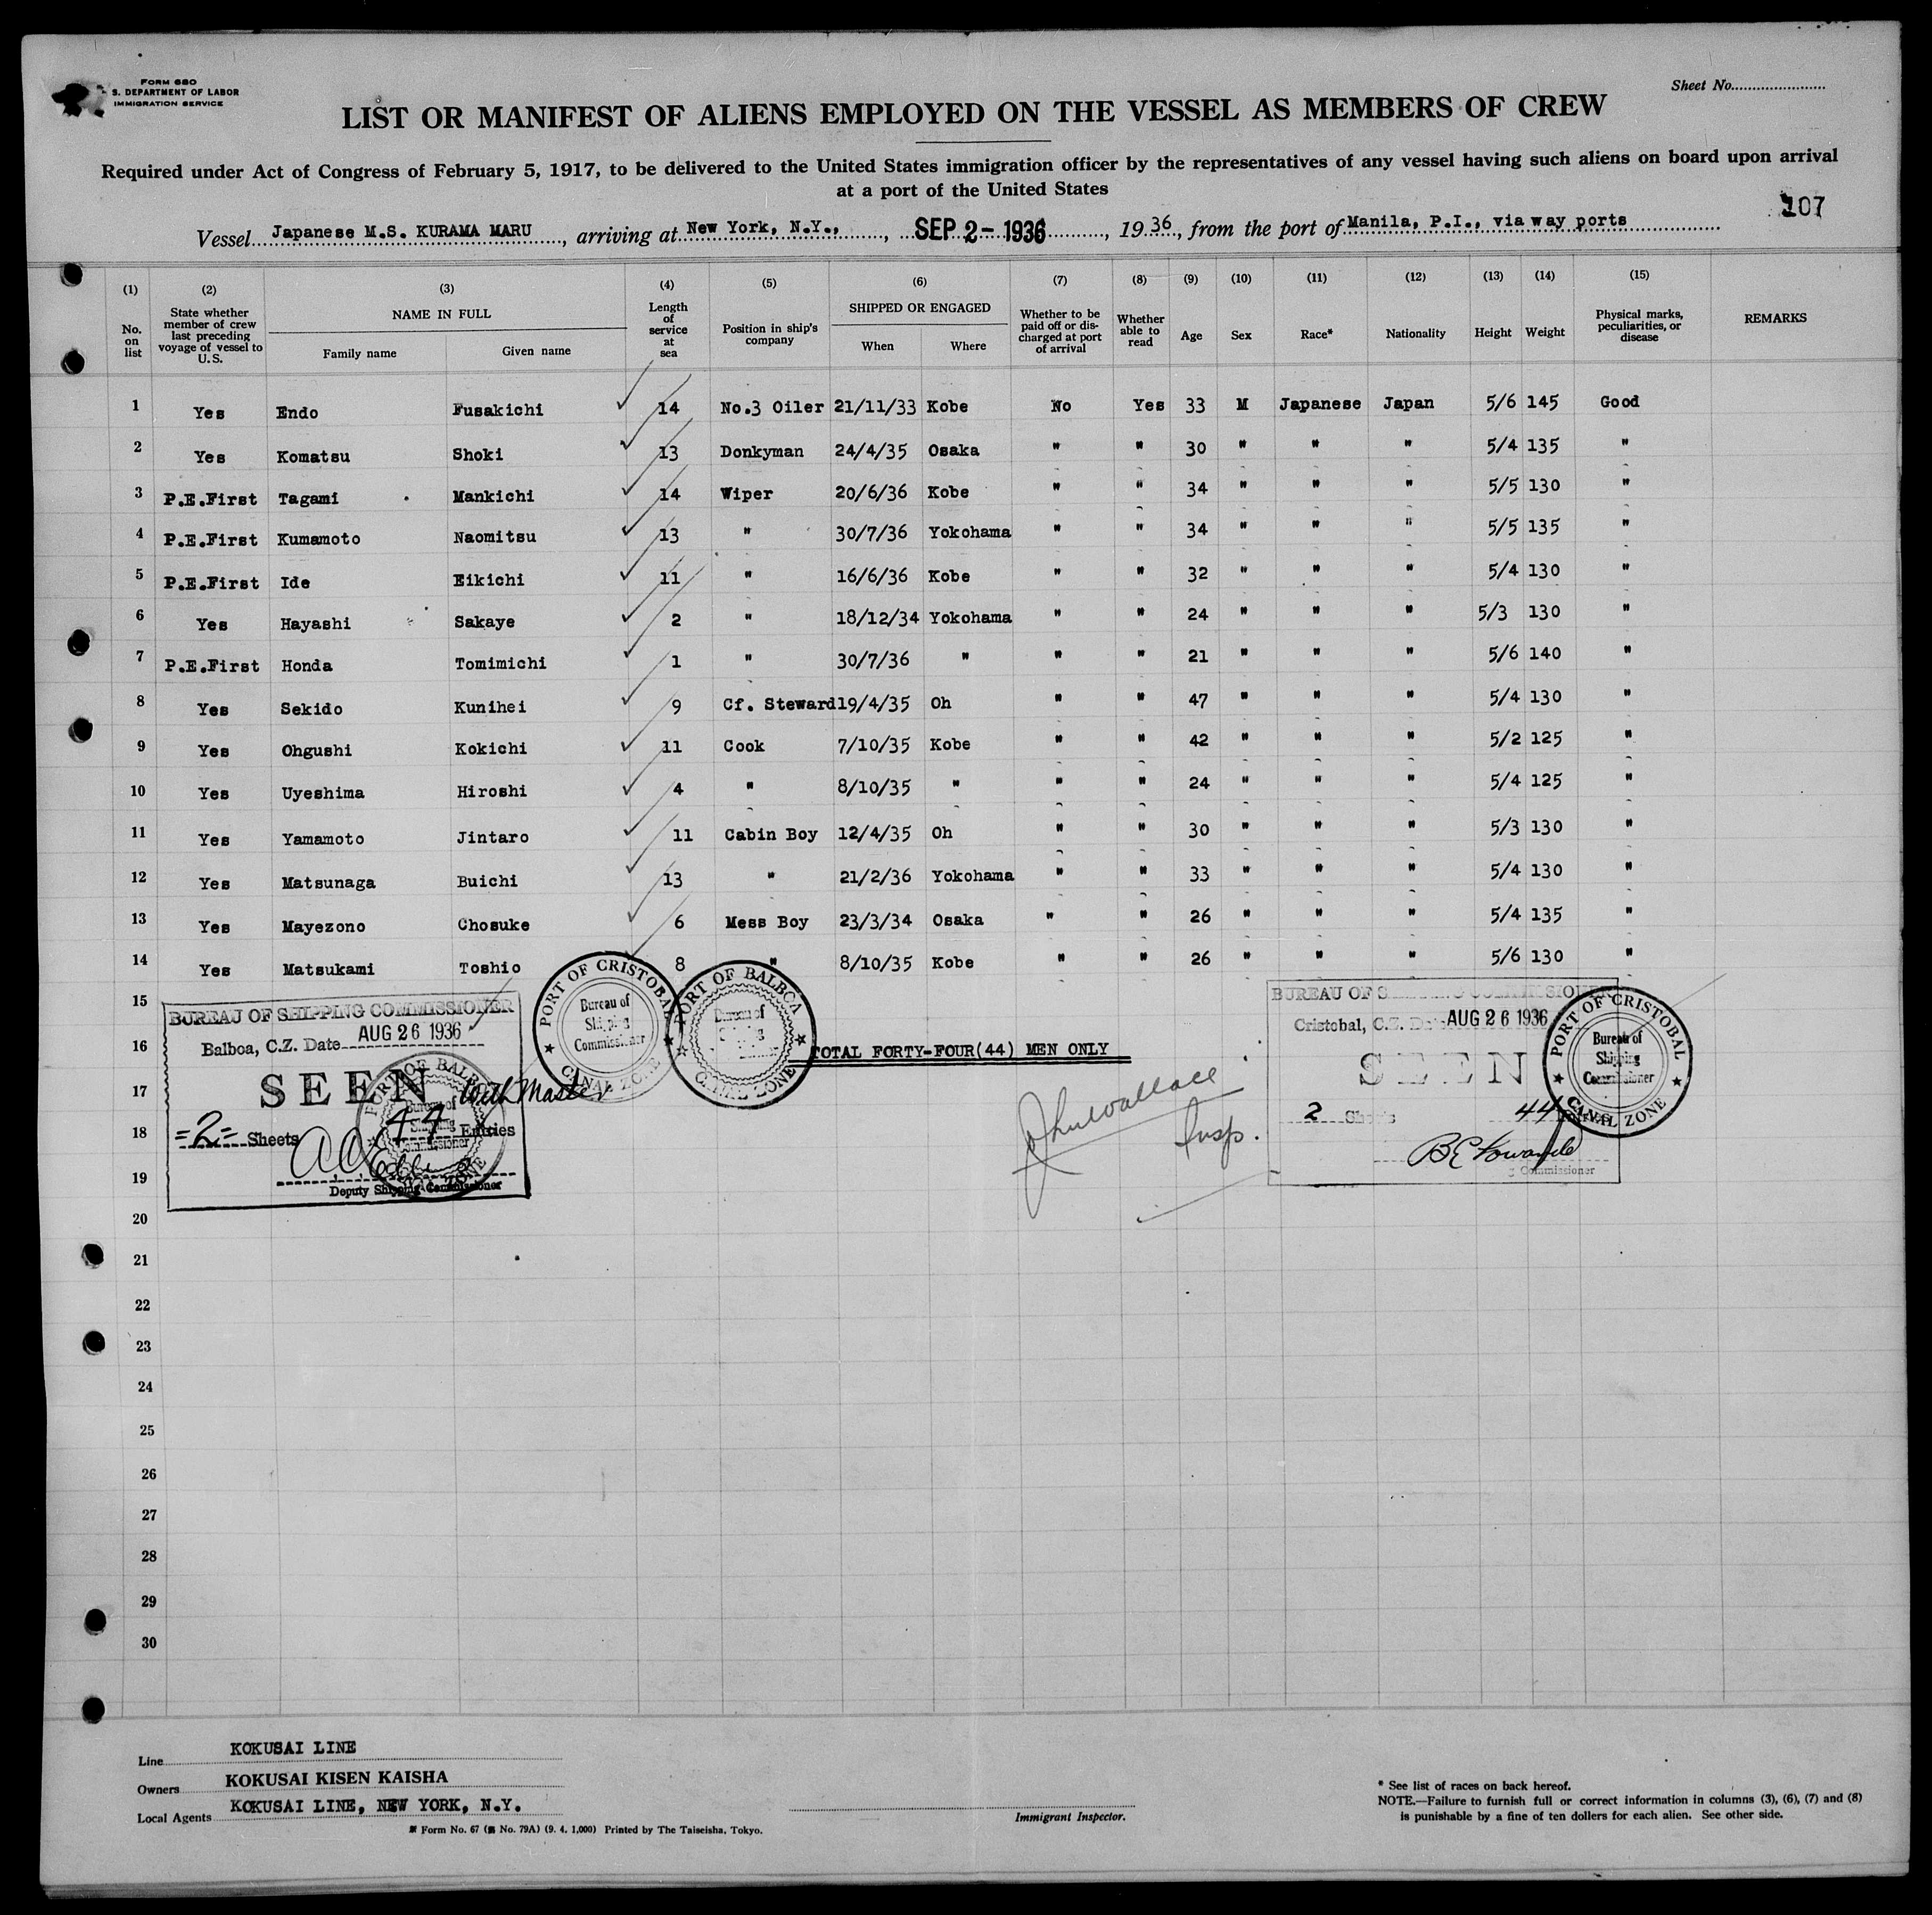 FORM 680
S. DEPARTMENT OF LABOR
IMMIGRATION SERVICE
Sheet No.
LIST OR MANIFEST OF ALIENS EMPLOYED ON THE VESSEL AS MEMBERS OF CREW
Required under Act of Congress of February 5, 1917, to be delivered to the United States immigration officer by the representatives of any vessel having such aliens on board upon arrival
at a port of the United States
107
Vessel Japanese M.S. KURAMA MARU, arriving at New York, N.Y., , SEP 2- 1936, 1936, from the port of Manila, P.I., via way ports
(1) (2) (3) (4) (5) (6) (7) (8) (9) (10) (11) (12) (13) (14) (15)
No. on list | State whether member of crew last preceding voyage of vessel to U.S. | NAME IN FULL Family name Given name | Length of service at sea | Position in ship's company | SHIPPED OR ENGAGED When Where | Whether to be paid off or discharged at port of arrival | Whether able to read | Age | Sex | Race* | Nationality | Height | Weight | Physical marks, peculiarities, or disease | REMARKS
1 Yes Endo Fusakichi 14 No.3 Oiler 21/11/33 Kobe No Yes 33 M Japanese Japan 5/6 145 Good
2 Yes Komatsu Shoki 13 Donkyman 24/4/35 Osaka " " 30 " " " 5/4 135 "
3 P.E.First Tagami Mankichi 14 Wiper 20/6/36 Kobe " " 34 " " " 5/5 130 "
4 P.E.First Kumamoto Naomitsu 13 " 30/7/36 Yokohama " " 34 " " " 5/5 135 "
5 P.E.First Ide Eikichi 11 " 16/6/36 Kobe " " 32 " " " 5/4 130 "
6 Yes Hayashi Sakaye 2 " 18/12/34 Yokohama " " 24 " " " 5/3 130 "
7 P.E.First Honda Tomimichi 1 " 30/7/36 " " " 21 " " " 5/6 140 "
8 Yes Sekido Kunihei 9 Cf. Steward 19/4/35 Oh " " 47 " " " 5/4 130 "
9 Yes Ohgushi Kokichi 11 Cook 7/10/35 Kobe " " 42 " " " 5/2 125 "
10 Yes Uyeshima Hiroshi 4 " 8/10/35 " " " 24 " " " 5/4 125 "
11 Yes Yamamoto Jintaro 11 Cabin Boy 12/4/35 Oh " " 30 " " " 5/3 130 "
12 Yes Matsunaga Buichi 13 " 21/2/36 Yokohama " " 33 " " " 5/4 130 "
13 Yes Mayezono Chosuke 6 Mess Boy 23/3/34 Osaka " " 26 " " " 5/4 135 "
14 Yes Matsukami Toshio 8 " 8/10/35 Kobe " " 26 " " " 5/6 130 "
15
16
17
18
19
20
21
22
23
24
25
26
27
28
29
30
BUREAU OF SHIPPING COMMISSIONER
Balboa, C.Z. Date AUG 26 1936
SEEN With Master
=2= Sheets 44 Entries
Deputy Shipping Commissioner
PORT OF BALBOA
PORT OF CRISTOBAL
Bureau of
Shipping
Commissioner
CANAL ZONE
PORT OF BALBOA
Bureau of
CANAL ZONE
TOTAL FORTY-FOUR(44) MEN ONLY
Wallace
Insp.
BUREAU OF SHIPPING COMMISSIONER
Cristobal, C.Z. Date AUG 26 1936
SEEN
2 Sheets 44
Commissioner
PORT OF CRISTOBAL
Bureau of
Shipping
Commissioner
CANAL ZONE
Line KOKUSAI LINE
Owners KOKUSAI KISEN KAISHA
Local Agents KOKUSAI LINE, NEW YORK, N.Y.
Form No. 67 ( No. 79A) (9. 4. 1,000) Printed by The Taiseisha, Tokyo.
Immigrant Inspector.
* See list of races on back hereof.
NOTE.—Failure to furnish full or correct information in columns (3), (6), (7) and (8)
is punishable by a fine of ten dollars for each alien. See other side.